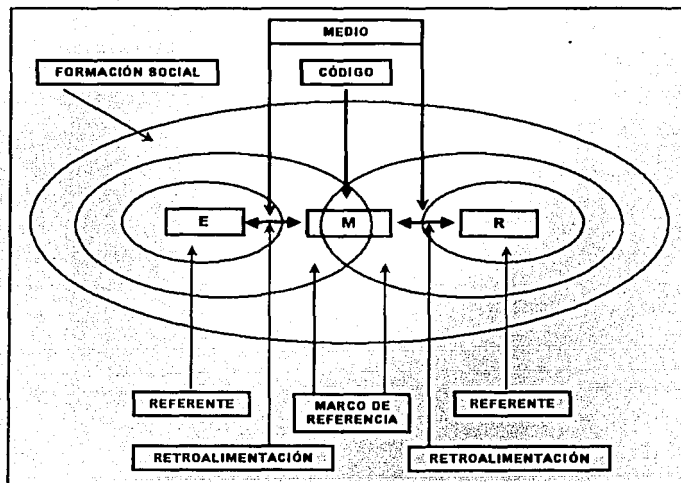 MEDIO
FORMACIÓN SOCIAL
CÓDIGO
E
M
R
REFERENTE
MARCO DE
REFERENCIA
REFERENTE
RETROALIMENTACIÓN
RETROALIMENTACIÓN